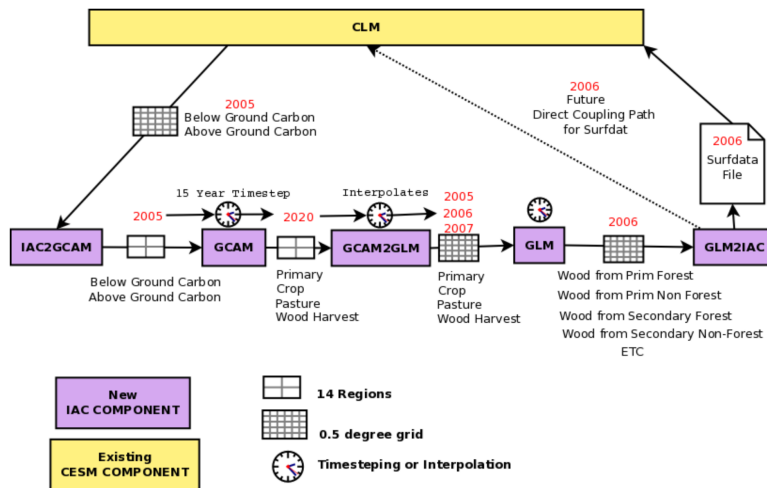 CLM
2005
Below Ground Carbon
Above Ground Carbon
2006
Future
Direct Coupling Path
for Surfdat
2006
Surfdata
File
15 Year Timestep
Interpolates
2005
2020
2005
2006
2007
2006
IAC2GCAM
GCAM
GCAM2GLM
GLM
GLM2IAC
Below Ground Carbon
Above Ground Carbon
Primary
Crop
Pasture
Wood Harvest
Primary
Crop
Pasture
Wood Harvest
Wood from Prim Forest
Wood from Prim Non Forest
Wood from Secondary Forest
Wood from Secondary Non-Forest
ETC
New
IAC COMPONENT
Existing
CESM COMPONENT
14 Regions
0.5 degree grid
Timesteping or Interpolation